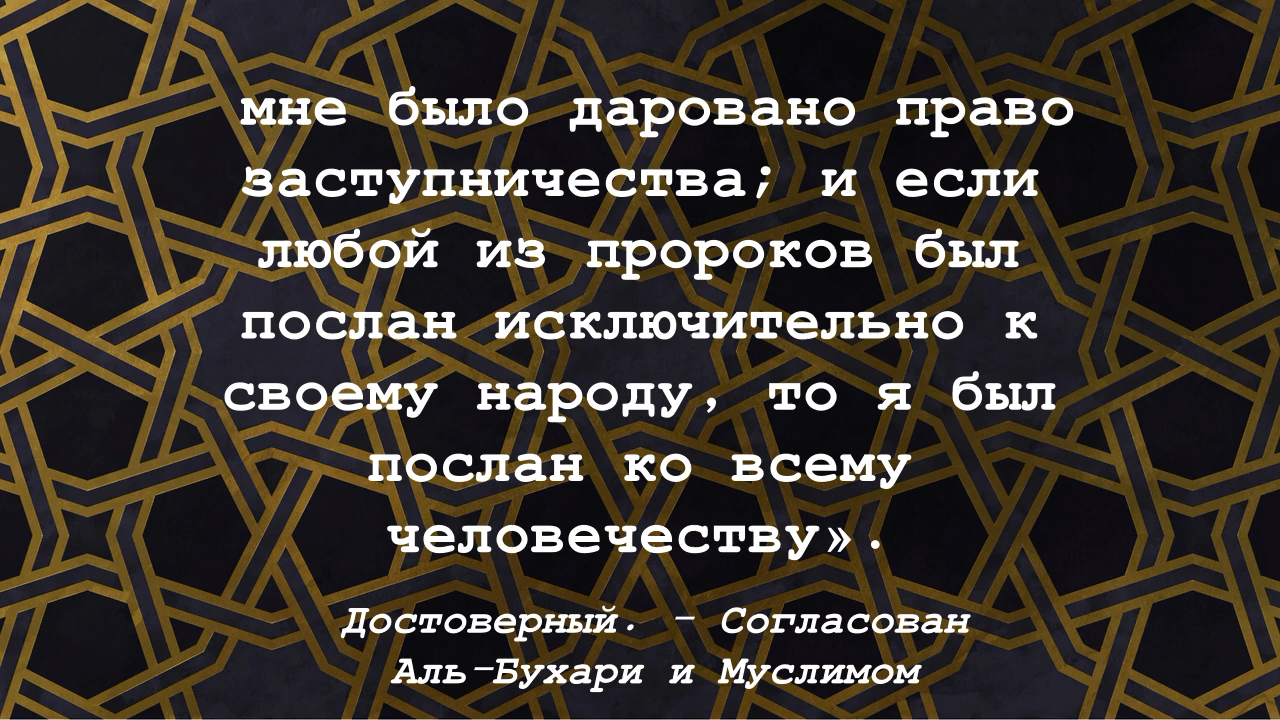 мне было даровано право
заступничества; и если
любой из пророков был
послан исключительно к
своему народу, то я был
послан ко всему
человечеству».
Достоверный. - Согласован
Аль-Бухари и Муслимом